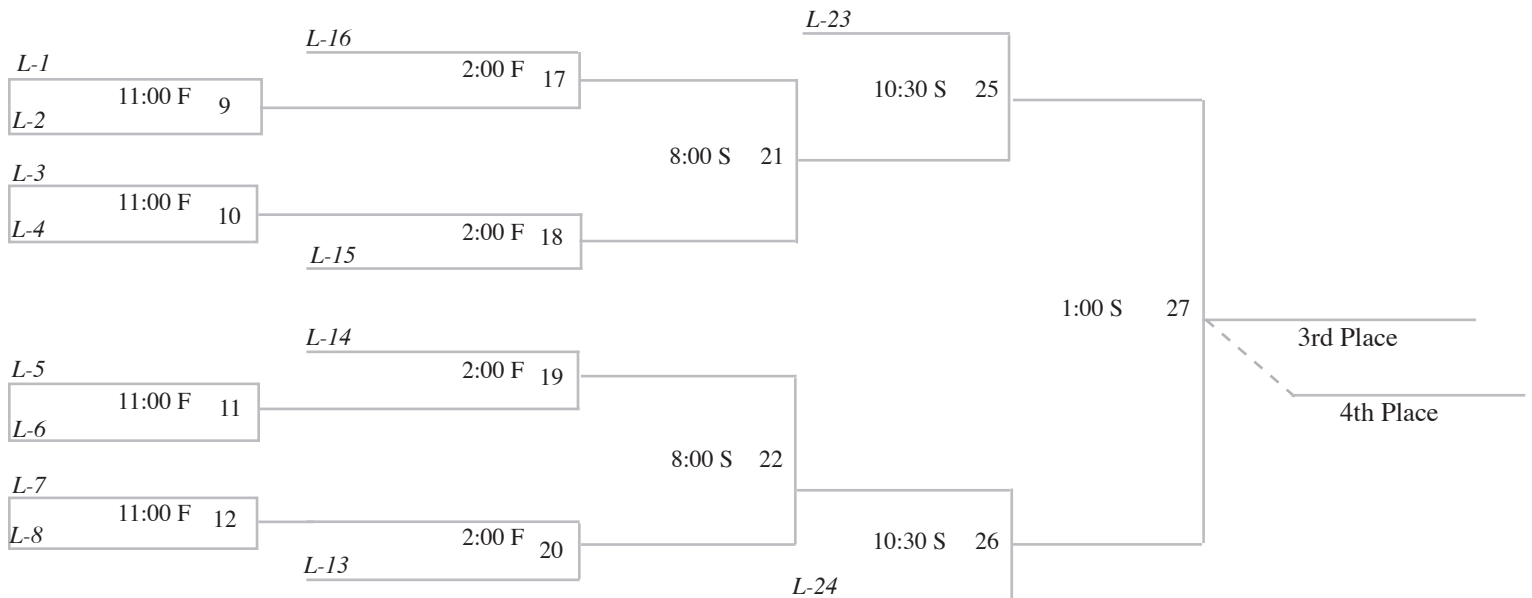 L-1
11:00 F 9
L-2
L-3
11:00 F 10
L-4
L-5
11:00 F 11
L-6
L-7
11:00 F 12
L-8
L-16
2:00 F 17
2:00 F 18
L-15
L-14
2:00 F 19
2:00 F 20
L-13
8:00 S 21
8:00 S 22
L-23
10:30 S 25
10:30 S 26
L-24
1:00 S 27
3rd Place
4th Place